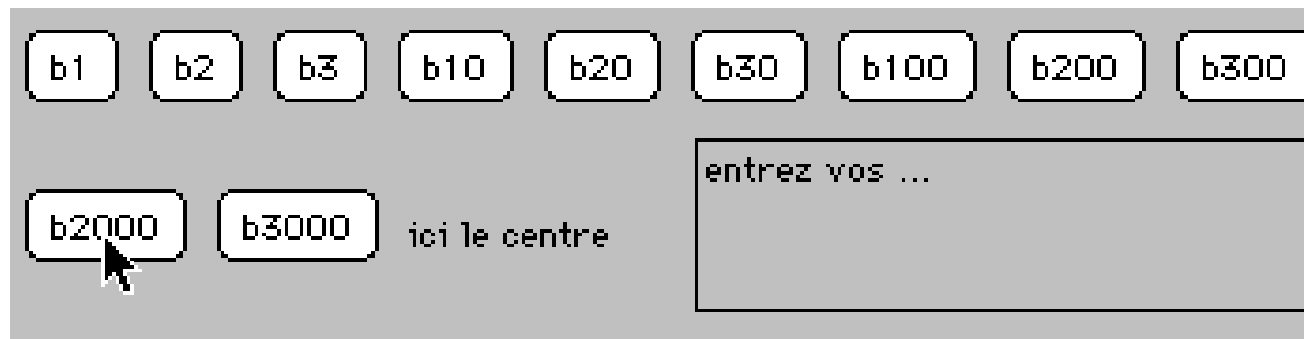 b1 b2 b3 b10 b20 b30 b100 b200 b300
entrez vos ...
b2000 b3000 ici le centre